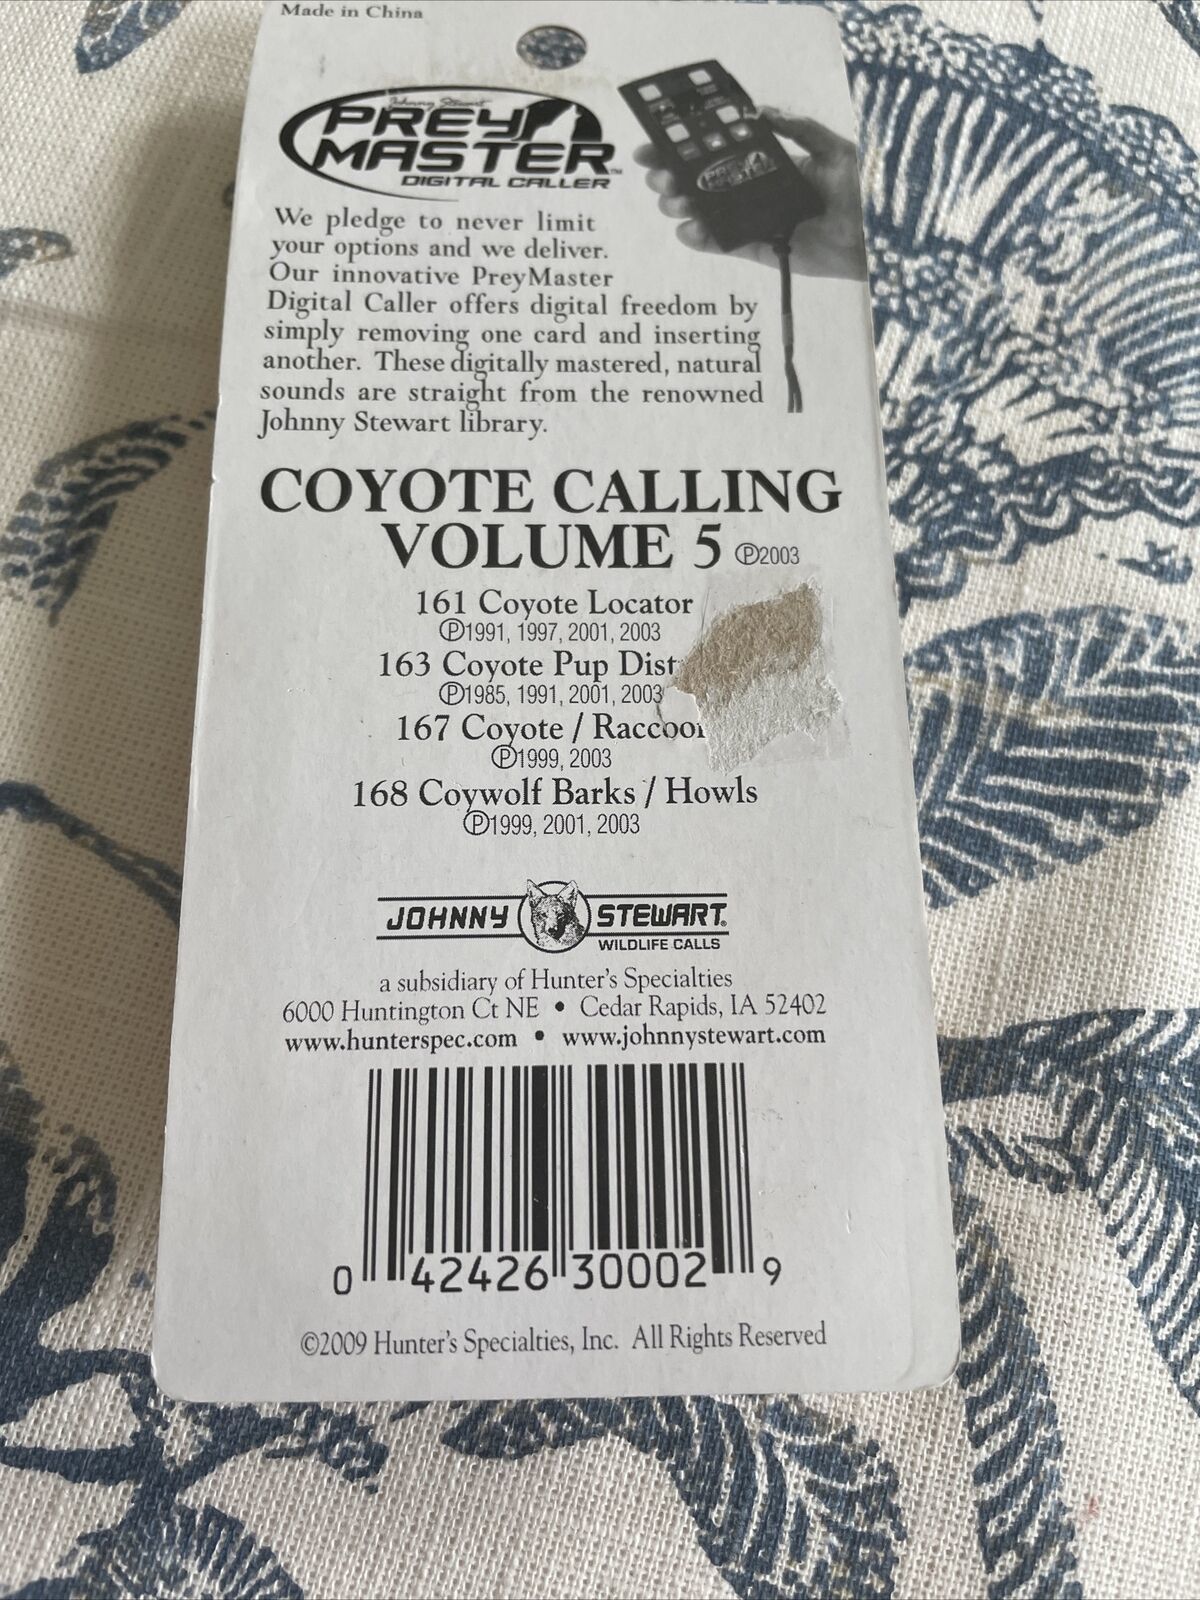 Made in China
Johnny Stewart
PREY
MASTER™
DIGITAL CALLER
PREY
MASTER
We pledge to never limit
your options and we deliver.
Our innovative PreyMaster
Digital Caller offers digital freedom by
simply removing one card and inserting
another. These digitally mastered, natural
sounds are straight from the renowned
Johnny Stewart library.
COYOTE CALLING
VOLUME 5 ℗2003
161 Coyote Locator
℗1991, 1997, 2001, 2003
163 Coyote Pup
℗1985, 1991, 2001, 2003
167 Coyote /
℗1999, 2003
168 Coywolf Barks / Howls
℗1999, 2001, 2003
JOHNNY STEWART®
WILDLIFE CALLS
a subsidiary of Hunter's Specialties
6000 Huntington Ct NE • Cedar Rapids, IA 52402
www.hunterspec.com • www.johnnystewart.com
0 42426 30002 9
©2009 Hunter's Specialties, Inc. All Rights Reserved